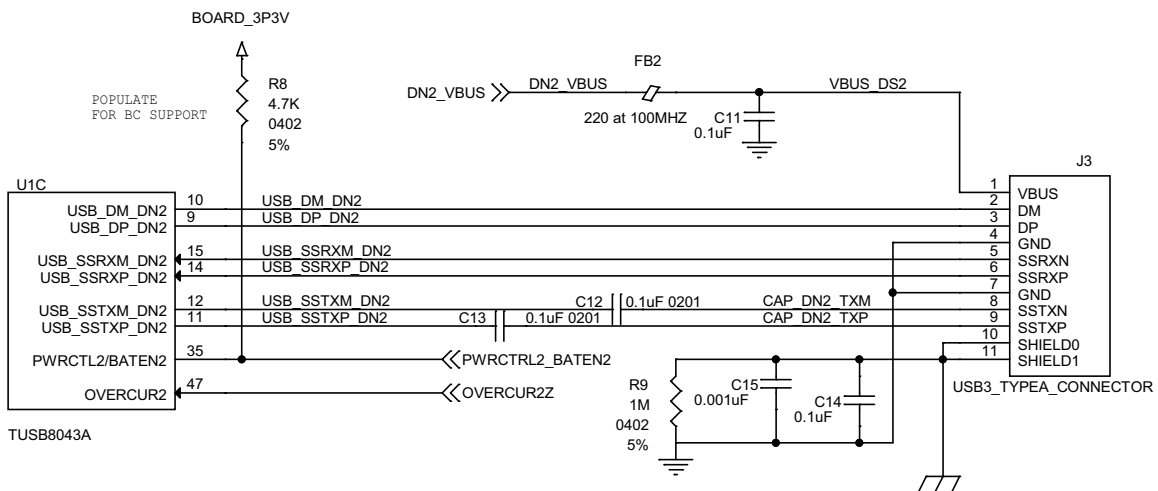 BOARD_3P3V
R8
4.7K
0402
5%
POPULATE
FOR BC SUPPORT
DN2_VBUS
DN2_VBUS
FB2
220 at 100MHZ
VBUS_DS2
C11
0.1uF
J3
U1C
USB_DM_DN2 10 USB_DM_DN2 1 VBUS
USB_DP_DN2 9 USB_DP_DN2 2 DM
3 DP
4 GND
USB_SSRXM_DN2 15 USB_SSRXM_DN2 5 SSRXN
USB_SSRXP_DN2 14 USB_SSRXP_DN2 6 SSRXP
7 GND
USB_SSTXM_DN2 12 USB_SSTXM_DN2 C12 0.1uF 0201 CAP_DN2_TXM 8 SSTXN
USB_SSTXP_DN2 11 USB_SSTXP_DN2 C13 0.1uF 0201 CAP_DN2_TXP 9 SSTXP
10 SHIELD0
PWRCTL2/BATEN2 35 PWRCTRL2_BATEN2 11 SHIELD1
OVERCUR2 47 OVERCUR2Z
USB3_TYPEA_CONNECTOR
R9
1M
0402
5%
C15
0.001uF
C14
0.1uF
TUSB8043A